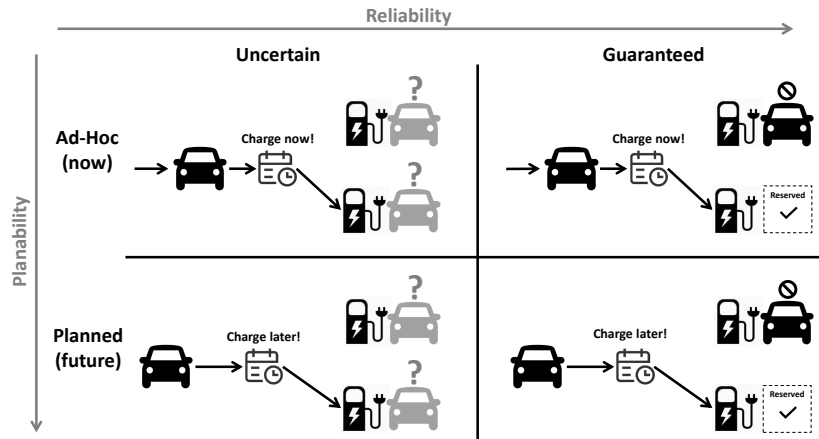 Reliability
Uncertain
Guaranteed
Planability
Ad-Hoc
(now)
Charge now!
?
?
Charge now!
Reserved
Planned
(future)
Charge later!
?
?
Charge later!
Reserved